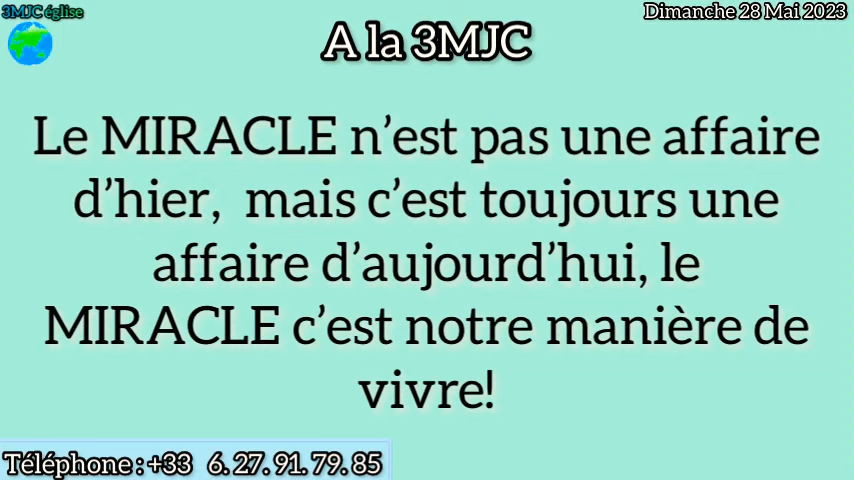 3MJC église
Dimanche 28 Mai 2023
A la 3MJC
Le MIRACLE n’est pas une affaire
d’hier,  mais c’est toujours une
affaire d’aujourd’hui, le
MIRACLE c’est notre manière de
vivre!
Téléphone : +33  6. 27. 91. 79. 85